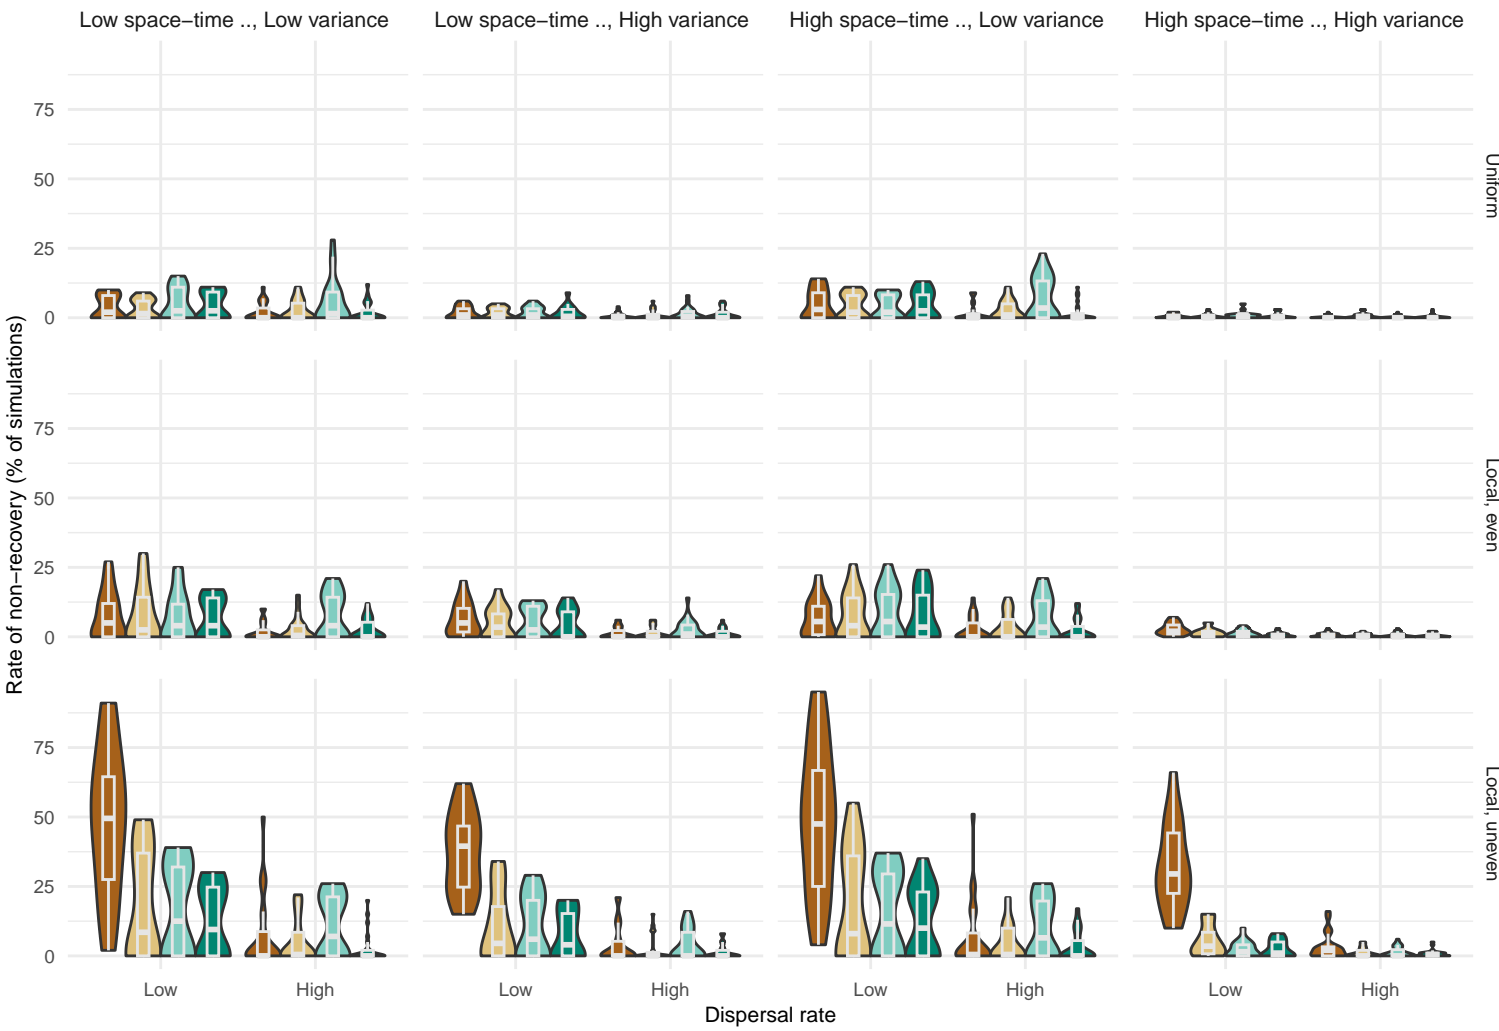 Low space−time .., Low variance
Low space−time .., High variance
High space−time .., Low variance
High space−time .., High variance
Rate of non−recovery (% of simulations)
75
50
25
0
Uniform
75
50
25
0
Local, even
75
50
25
0
Local, uneven
Low
High
Low
High
Low
High
Low
High
Dispersal rate